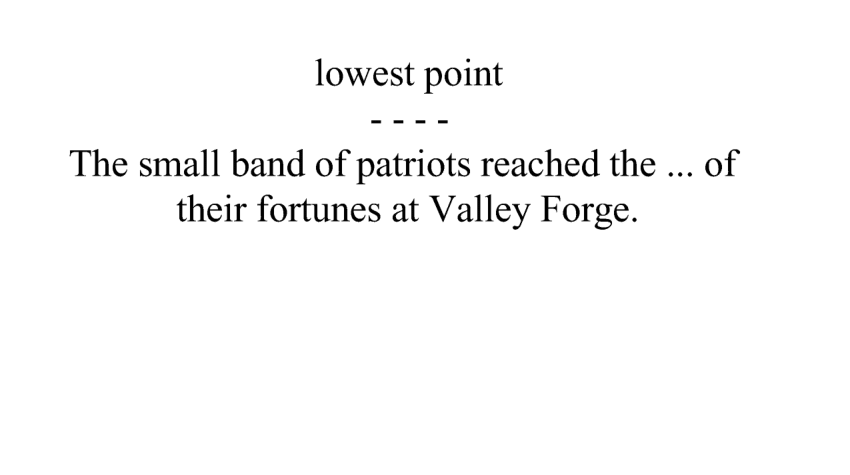 lowest point
- - - -
The small band of patriots reached the ... of
their fortunes at Valley Forge.